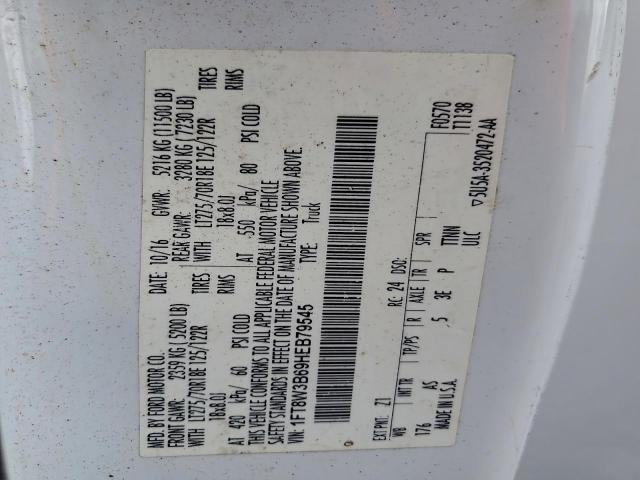 MFD. BY FORD MOTOR CO.
DATE: 10/16 GVWR: 5216 KG (11500 LB)
FRONT GAWR: 2359 KG (5200 LB) REAR GAWR: 3280 KG (7230 LB)
WITH LT275/70R18E 125/122R TIRES WITH LT275/70R18E 125/122R TIRES
18x8.0J RIMS 18x8.0J RIMS
AT 420 kPa/ 60 PSI COLD AT 550 kPa/ 80 PSI COLD
THIS VEHICLE CONFORMS TO ALL APPLICABLE FEDERAL MOTOR VEHICLE
SAFETY STANDARDS IN EFFECT ON THE DATE OF MANUFACTURE SHOWN ABOVE.
VIN: 1FT8W3B69HEB79545 TYPE: Truck
F0570
T1138
EXT PNT: Z1 RC: 24 DSO:
WB INT TR TP/PS R AXLE TR SPR
176 AS 5 3E P TTNN
MADE IN U.S.A. ULC
▽5U5A-3520472-AA